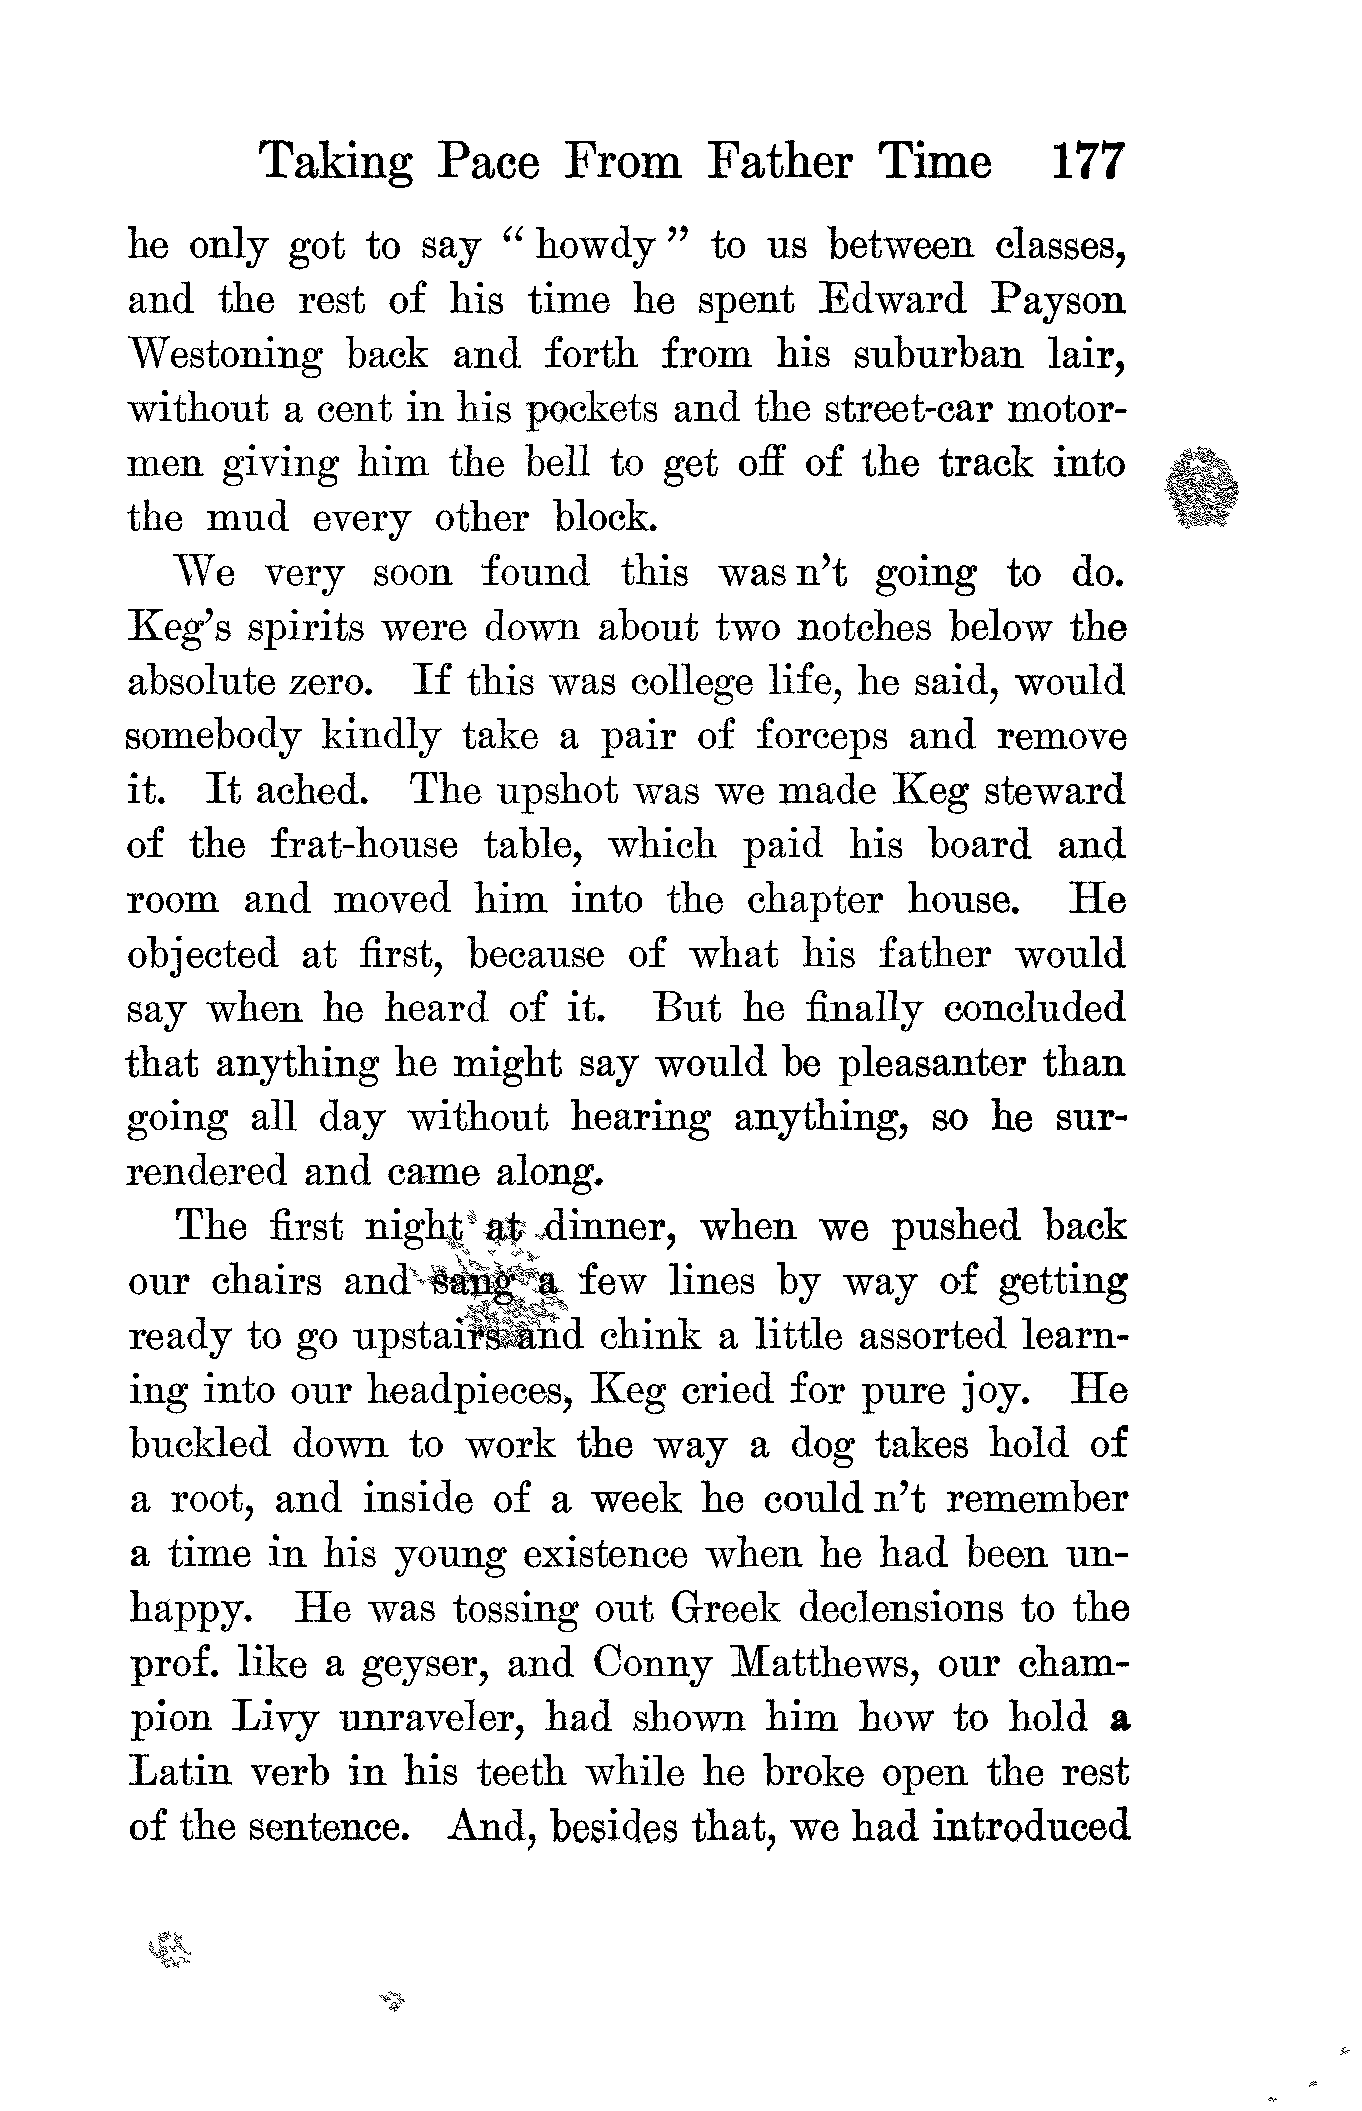 Taking Pace From Father Time 177
he only got to say “ howdy ” to us between classes,
and the rest of his time he spent Edward Payson
Westoning back and forth from his suburban lair,
without a cent in his pockets and the street-car motor-
men giving him the bell to get off of the track into
the mud every other block.
We very soon found this was n’t going to do.
Keg’s spirits were down about two notches below the
absolute zero. If this was college life, he said, would
somebody kindly take a pair of forceps and remove
it. It ached. The upshot was we made Keg steward
of the frat-house table, which paid his board and
room and moved him into the chapter house. He
objected at first, because of what his father would
say when he heard of it. But he finally concluded
that anything he might say would be pleasanter than
going all day without hearing anything, so he sur-
rendered and came along.
The first night at dinner, when we pushed back
our chairs and sang a few lines by way of getting
ready to go upstairs and chink a little assorted learn-
ing into our headpieces, Keg cried for pure joy. He
buckled down to work the way a dog takes hold of
a root, and inside of a week he could n’t remember
a time in his young existence when he had been un-
happy. He was tossing out Greek declensions to the
prof. like a geyser, and Conny Matthews, our cham-
pion Livy unraveler, had shown him how to hold a
Latin verb in his teeth while he broke open the rest
of the sentence. And, besides that, we had introduced